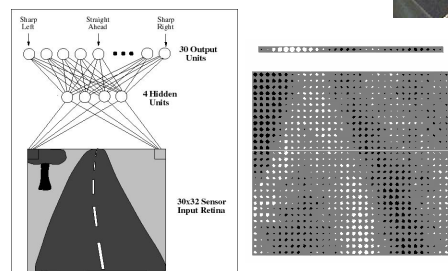 Sharp Left
Straight Ahead
Sharp Right
30 Output Units
4 Hidden Units
30x32 Sensor Input Retina